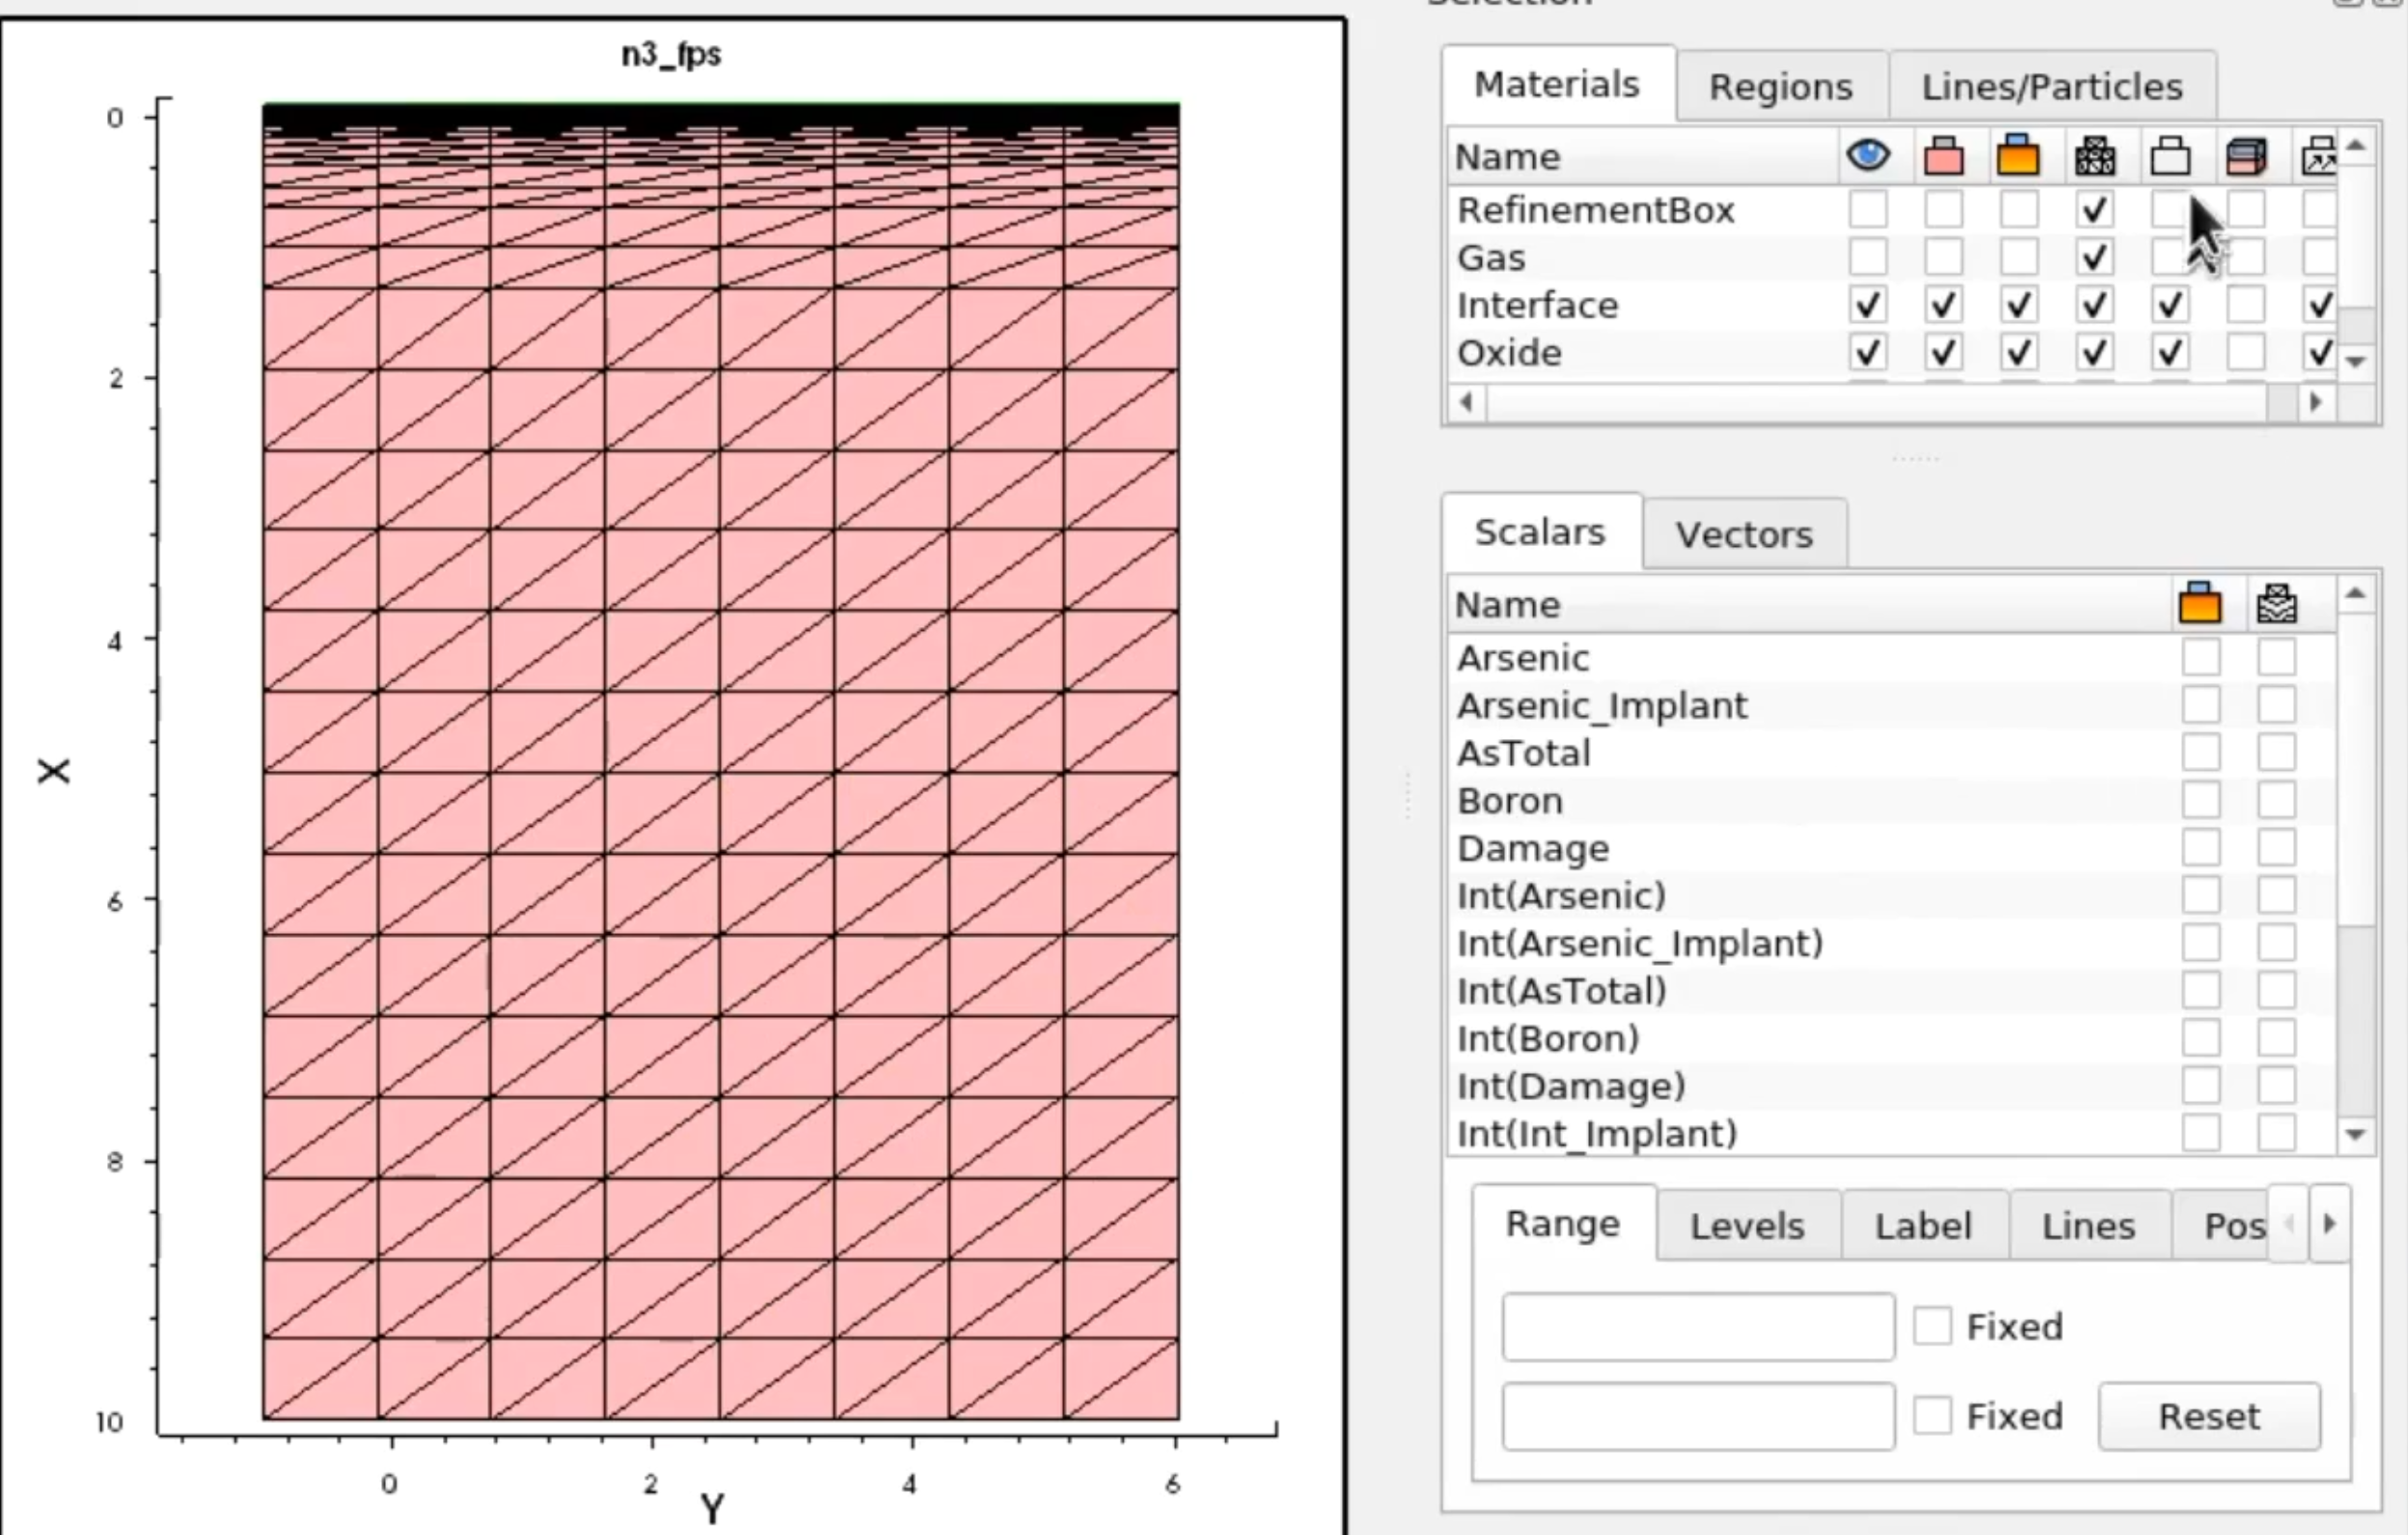 Selection
n3_fps
0
2
4
6
8
10
X
0 2 4 6
Y
Materials Regions Lines/Particles
Name
RefinementBox
Gas
Interface
Oxide
Scalars Vectors
Name
Arsenic
Arsenic_Implant
AsTotal
Boron
Damage
Int(Arsenic)
Int(Arsenic_Implant)
Int(AsTotal)
Int(Boron)
Int(Damage)
Int(Int_Implant)
Range Levels Label Lines Pos
Fixed
Fixed Reset